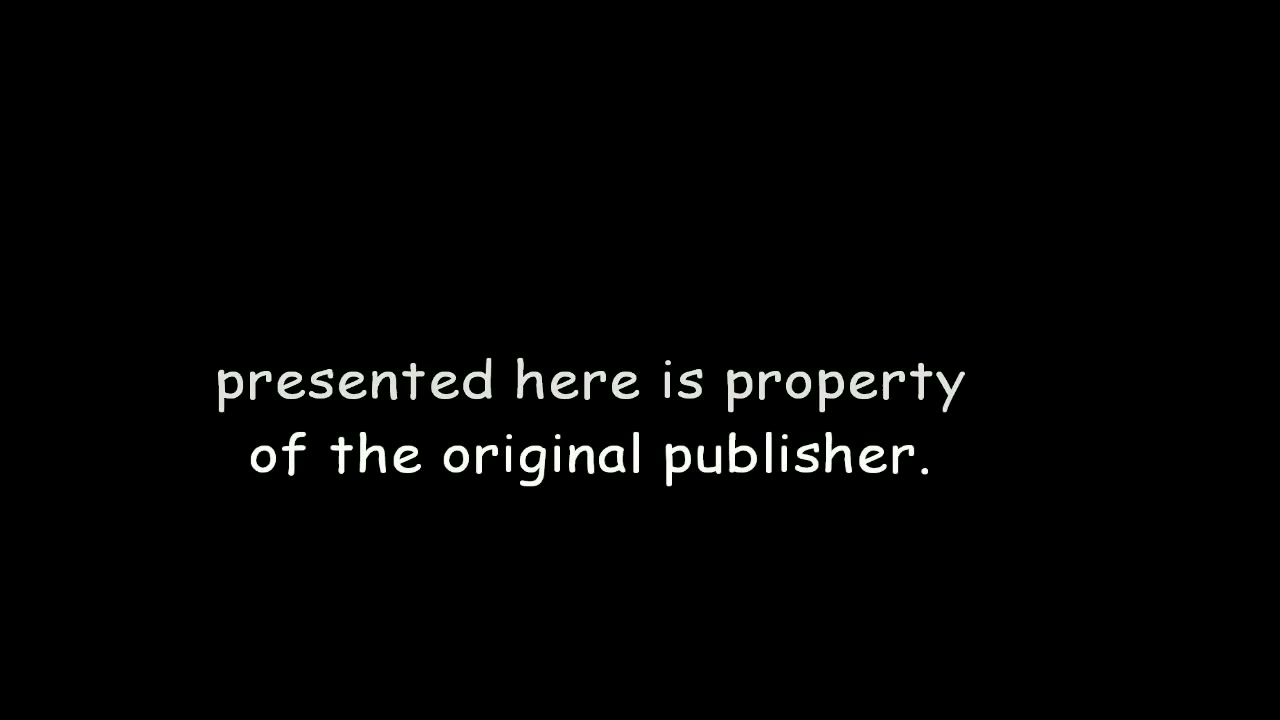 presented here is property
of the original publisher.